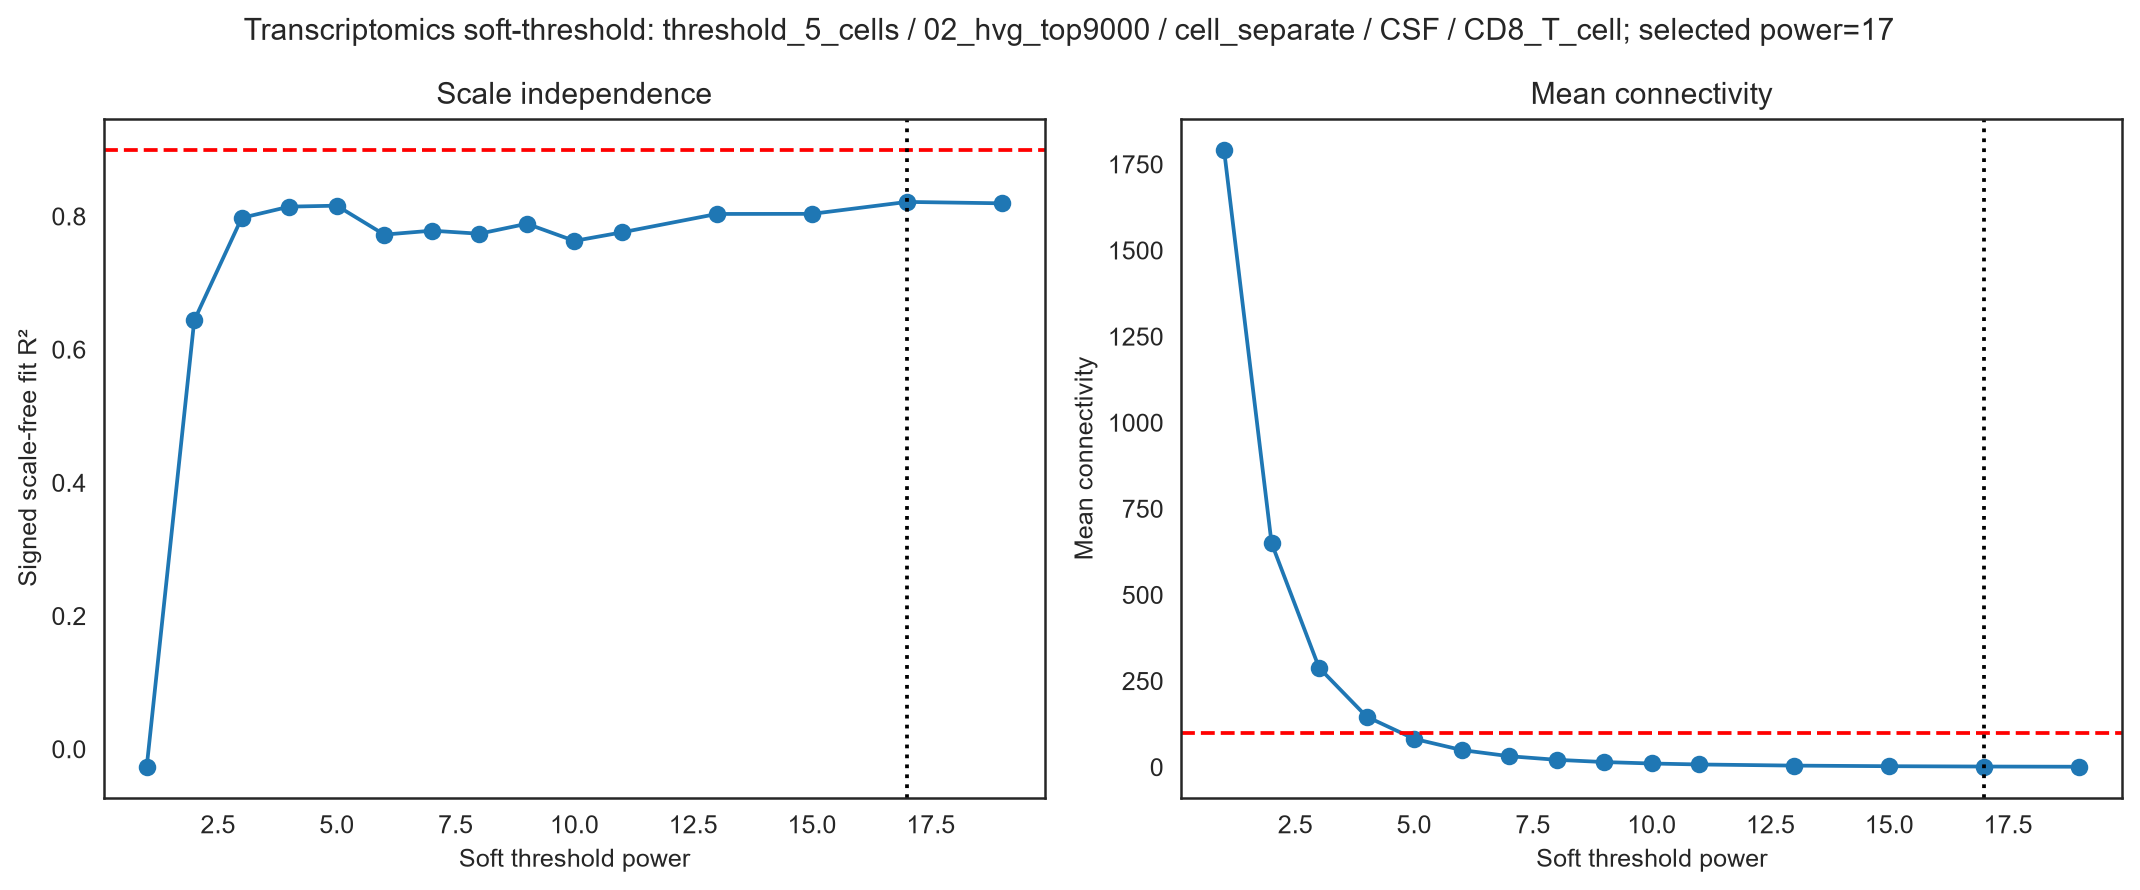 Transcriptomics soft-threshold: threshold_5_cells / 02_hvg_top9000 / cell_separate / CSF / CD8_T_cell; selected power=17
Scale independence
Signed scale-free fit R²
0.8
0.6
0.4
0.2
0.0
2.5 5.0 7.5 10.0 12.5 15.0 17.5
Soft threshold power
Mean connectivity
Mean connectivity
1750
1500
1250
1000
750
500
250
0
2.5 5.0 7.5 10.0 12.5 15.0 17.5
Soft threshold power